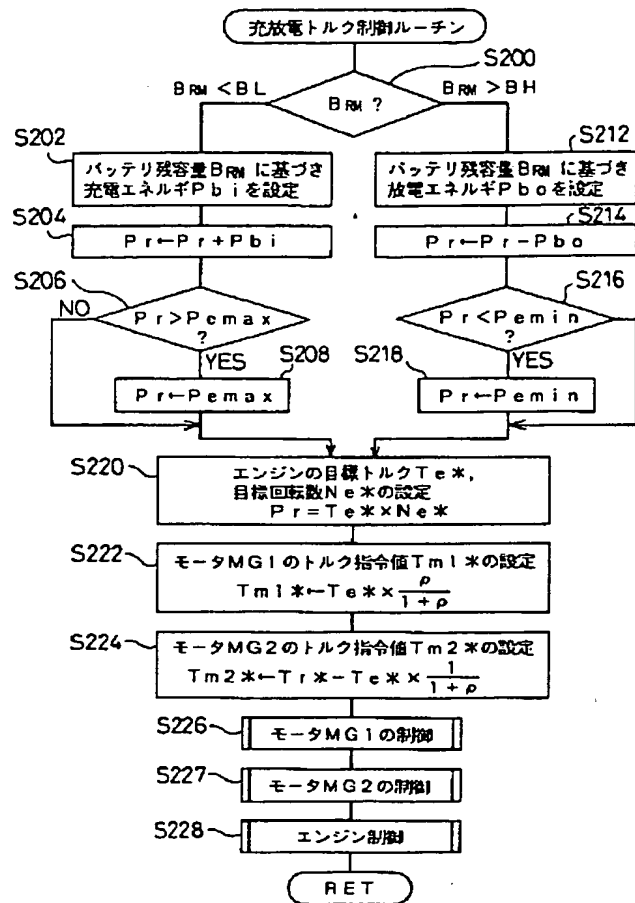 充放電トルク制御ルーチン
S200
BRM<BL
BRM?
BRM>BH
S202
バッテリ残容量BRMに基づき
充電エネルギPbiを設定
S212
バッテリ残容量BRMに基づき
放電エネルギPboを設定
S204
Pr←Pr+Pbi
S214
Pr←Pr-Pbo
S206
NO
Pr>Pemax
?
YES
S216
Pr<Pemin
?
YES
S208
Pr←Pemax
S218
Pr←Pemin
S220
エンジンの目標トルクTe*,
目標回転数Ne*の設定
Pr=Te*×Ne*
S222
モータMG1のトルク指令値Tm1*の設定
Tm1*←Te*×ρ/1+ρ
S224
モータMG2のトルク指令値Tm2*の設定
Tm2*←Tr*-Te*×1/1+ρ
S226
モータMG1の制御
S227
モータMG2の制御
S228
エンジン制御
RET